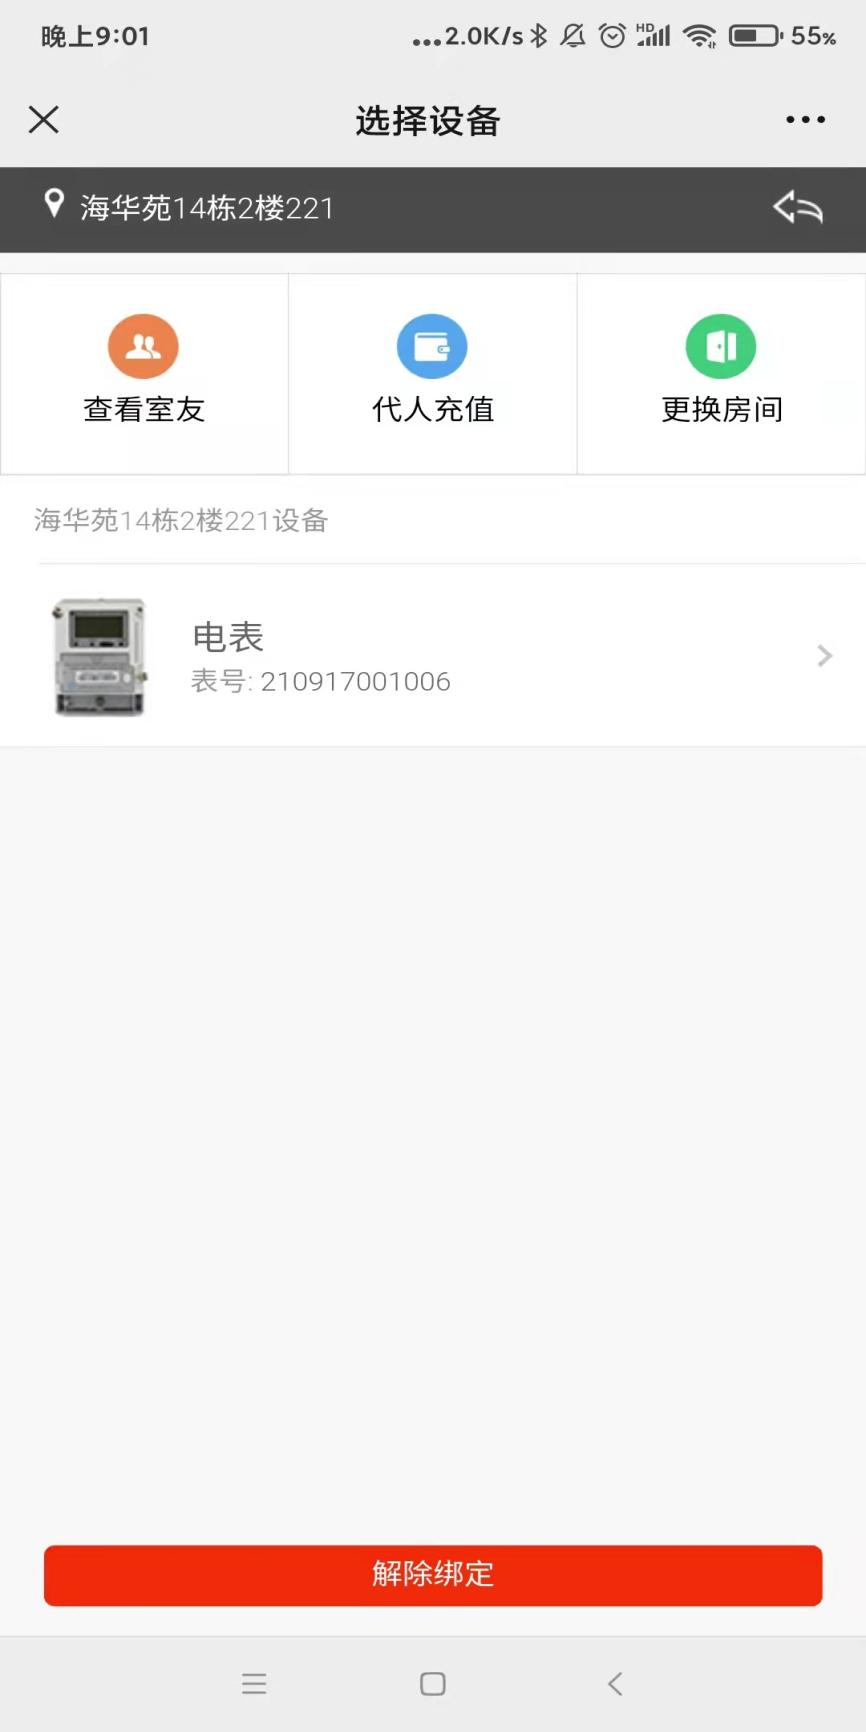 晚上9:01
...2.0K/s HD 55%
选择设备
海华苑14栋2楼221
查看室友
代人充值
更换房间
海华苑14栋2楼221设备
电表
表号: 210917001006
解除绑定